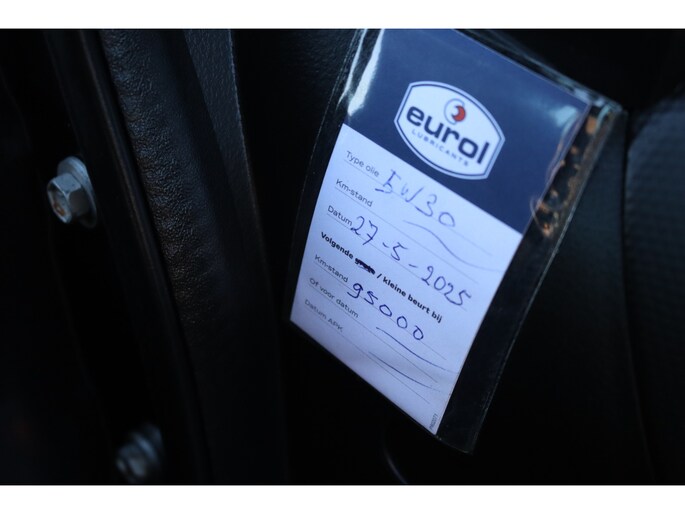 eurol
LUBRICANTS
Type olie 5W30
Km-stand
Datum 27-5-2025
Volgende / kleine beurt bij
Km-stand 95000
Of voor datum
Datum APK